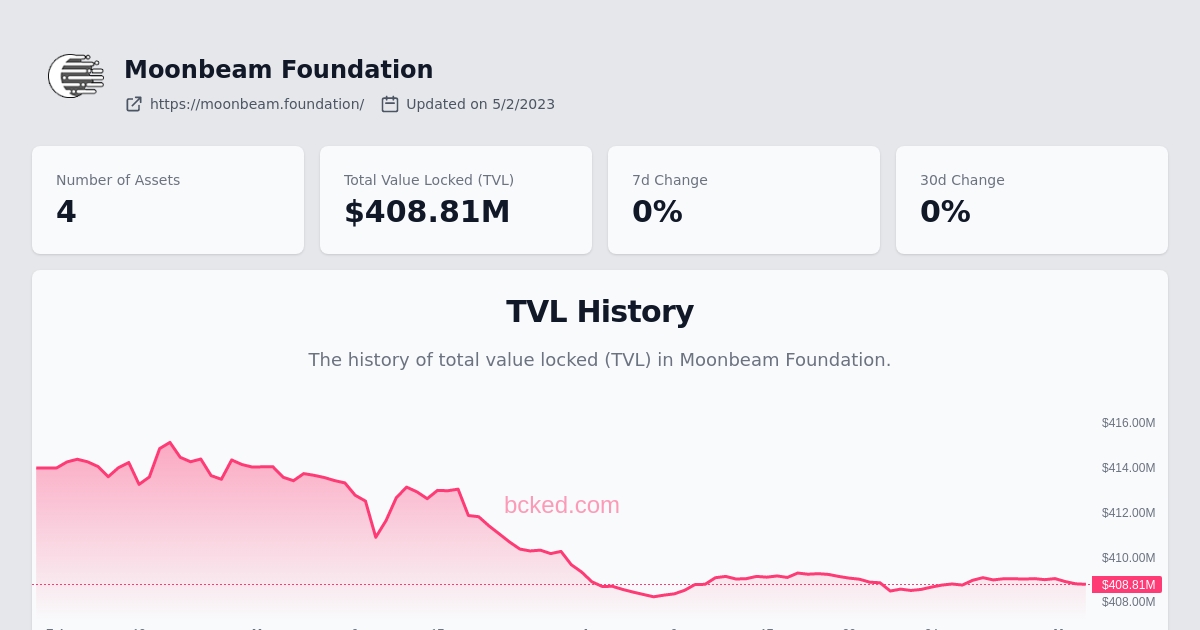 Moonbeam Foundation
https://moonbeam.foundation/ Updated on 5/2/2023
Number of Assets
4
Total Value Locked (TVL)
$408.81M
7d Change
0%
30d Change
0%
TVL History
The history of total value locked (TVL) in Moonbeam Foundation.
$416.00M
$414.00M
bcked.com
$412.00M
$410.00M
$408.81M
$408.00M